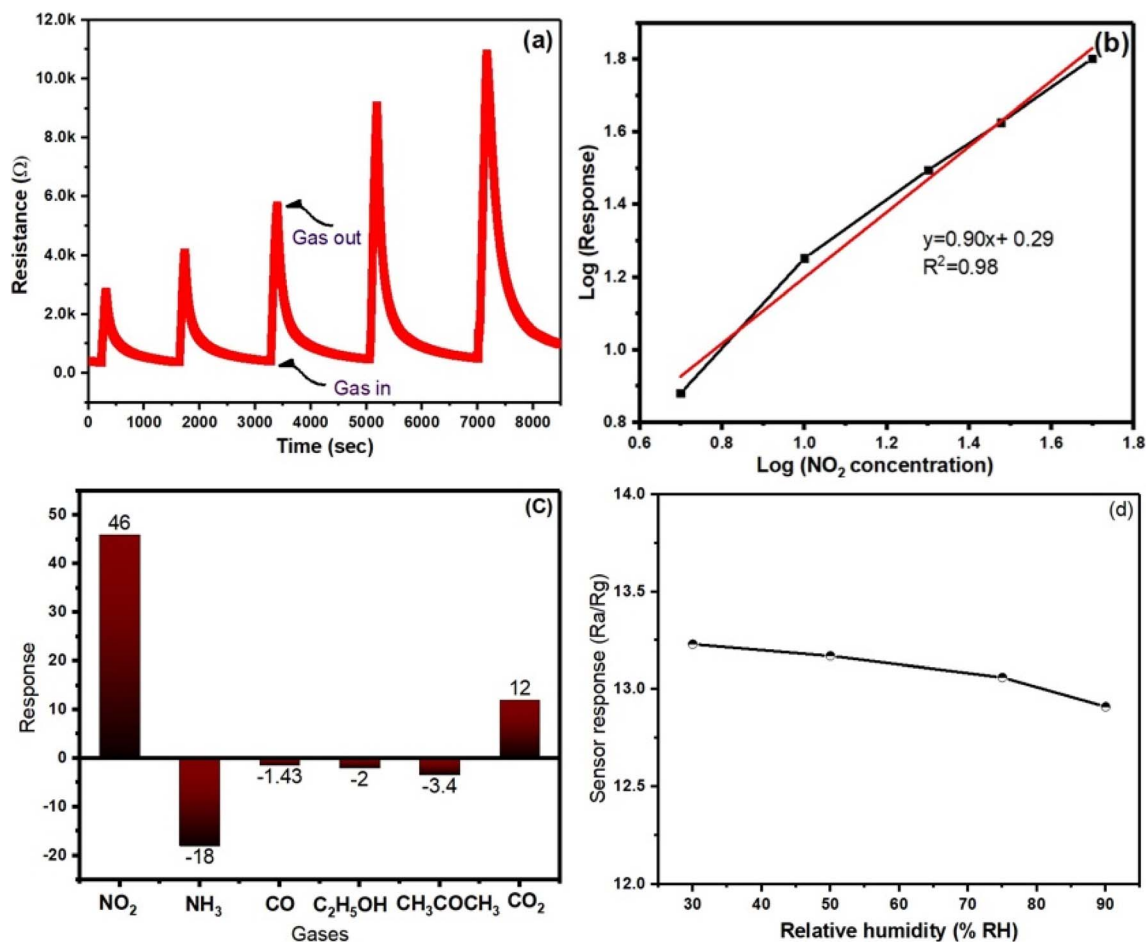 (a)
12.0k
10.0k
8.0k
6.0k
4.0k
2.0k
0.0
Resistance (Ω)
Gas out
Gas in
0 1000 2000 3000 4000 5000 6000 7000 8000
Time (sec)
(b)
1.8
1.6
1.4
1.2
1.0
0.8
Log (Response)
y=0.90x+ 0.29
R²=0.98
0.6 0.8 1.0 1.2 1.4 1.6 1.8
Log (NO₂ concentration)
(C)
50
40
30
20
10
0
-10
-20
Response
46
-18
-1.43
-2
-3.4
12
NO₂ NH₃ CO C₂H₅OH CH₃COCH₃ CO₂
Gases
(d)
14.0
13.5
13.0
12.5
12.0
Sensor response (Ra/Rg)
30 40 50 60 70 80 90
Relative humidity (% RH)